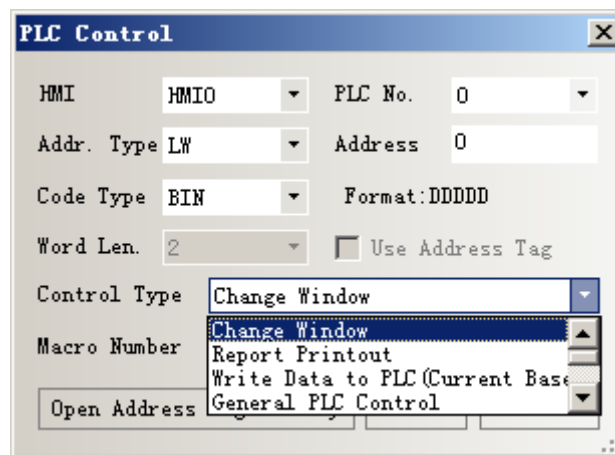 PLC Control
HMI HMI0 PLC No. 0
Addr. Type LW Address 0
Code Type BIN Format:DDDDD
Word Len. 2 Use Address Tag
Control Type Change Window
Change Window
Macro Number Report Printout
Write Data to PLC(Current Base
Open Address General PLC Control